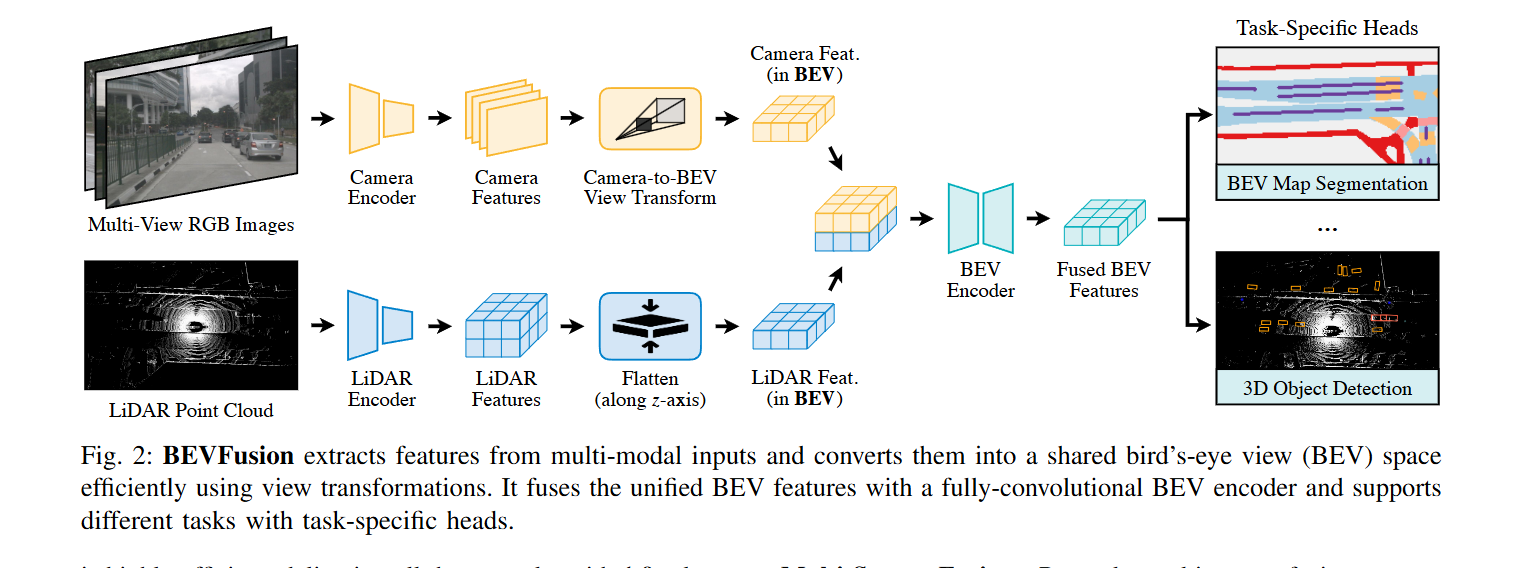 Task-Specific Heads
Camera Feat.
(in BEV)
Camera
Encoder
Camera
Features
Camera-to-BEV
View Transform
Multi-View RGB Images
BEV Map Segmentation
...
BEV
Encoder
Fused BEV
Features
LiDAR
Encoder
LiDAR
Features
Flatten
(along z-axis)
LiDAR Feat.
(in BEV)
3D Object Detection
LiDAR Point Cloud
Fig. 2: BEVFusion extracts features from multi-modal inputs and converts them into a shared bird's-eye view (BEV) space
efficiently using view transformations. It fuses the unified BEV features with a fully-convolutional BEV encoder and supports
different tasks with task-specific heads.